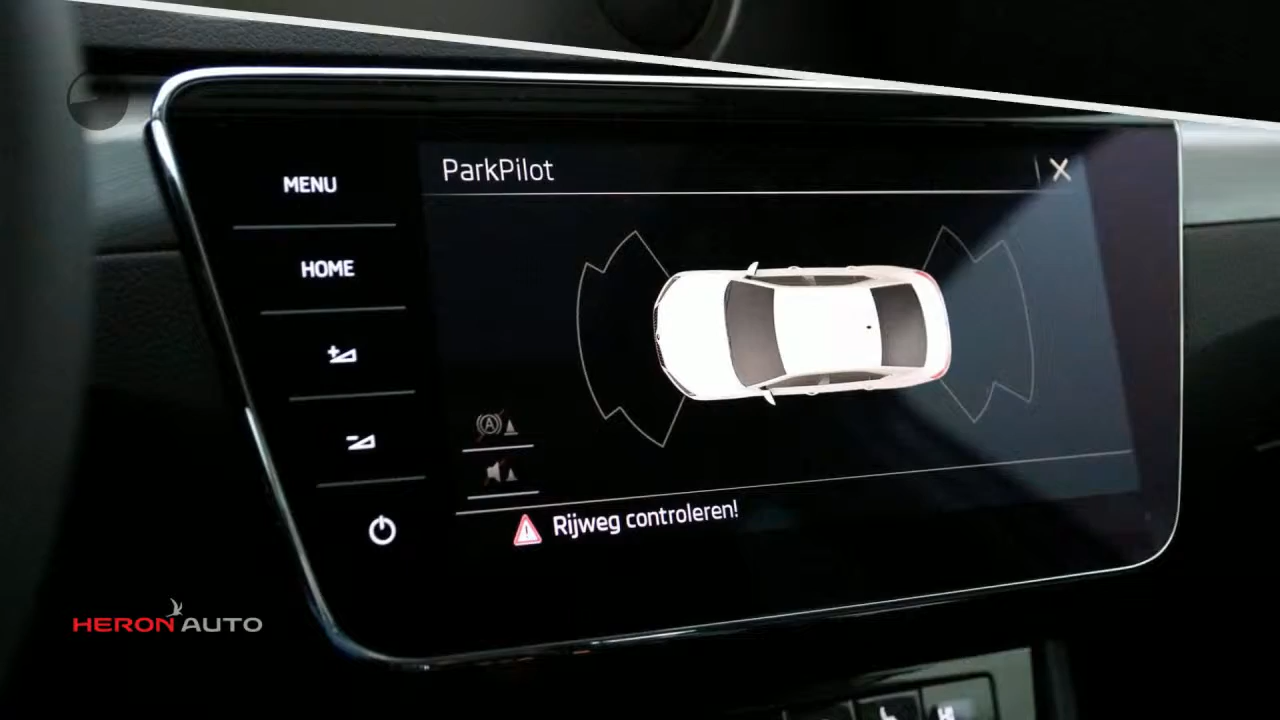 ParkPilot
MENU
HOME
Rijweg controleren!
HERON AUTO